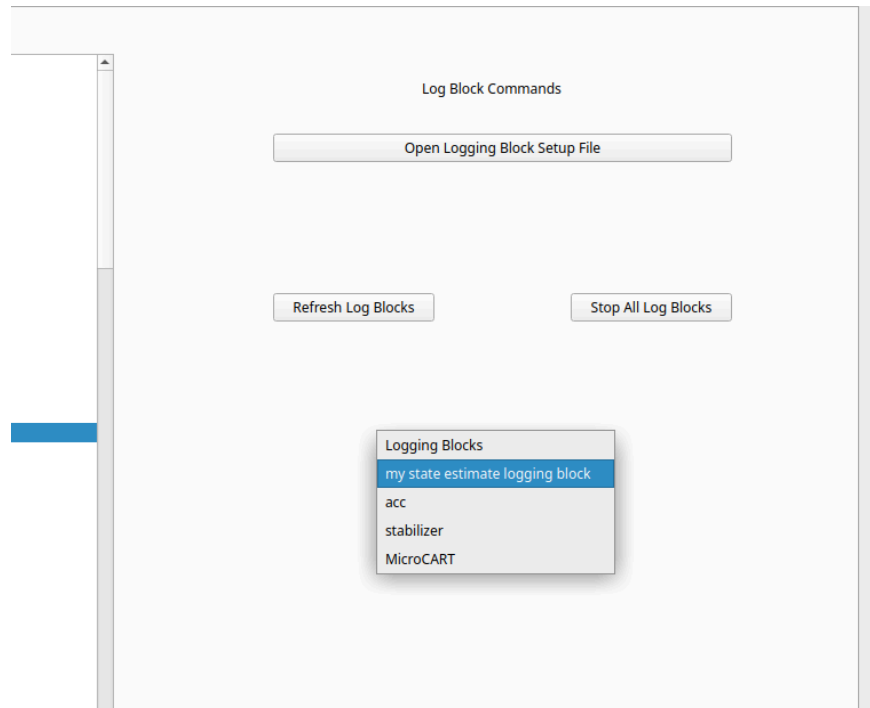 Log Block Commands
Open Logging Block Setup File
Refresh Log Blocks
Stop All Log Blocks
Logging Blocks
my state estimate logging block
acc
stabilizer
MicroCART